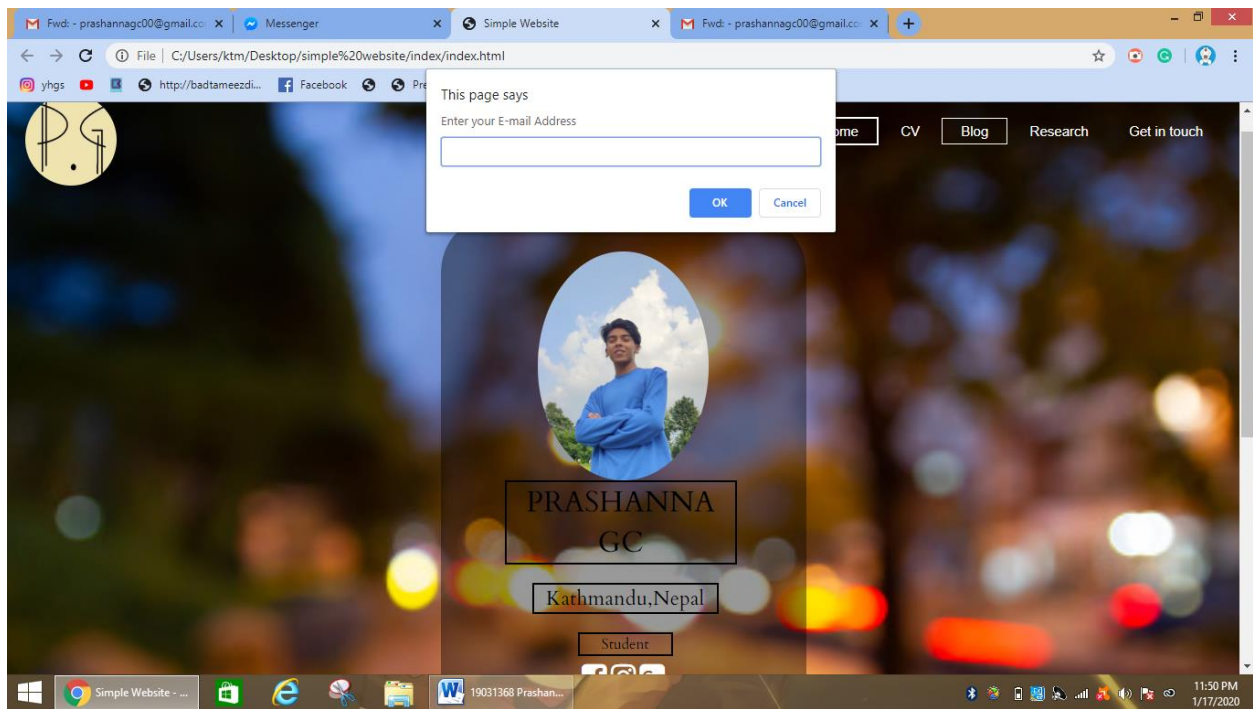 Fwd: - prashannagc00@gmail.co
Messenger
Simple Website
Fwd: - prashannagc00@gmail.co
File | C:/Users/ktm/Desktop/simple%20website/index/index.html
yhgs
http://badtameezdi...
Facebook
Pre
This page says
Enter your E-mail Address
OK
Cancel
P.G
ome
CV
Blog
Research
Get in touch
PRASHANNA
GC
Kathmandu,Nepal
Student
Simple Website - ...
19031368 Prashan...
11:50 PM
1/17/2020